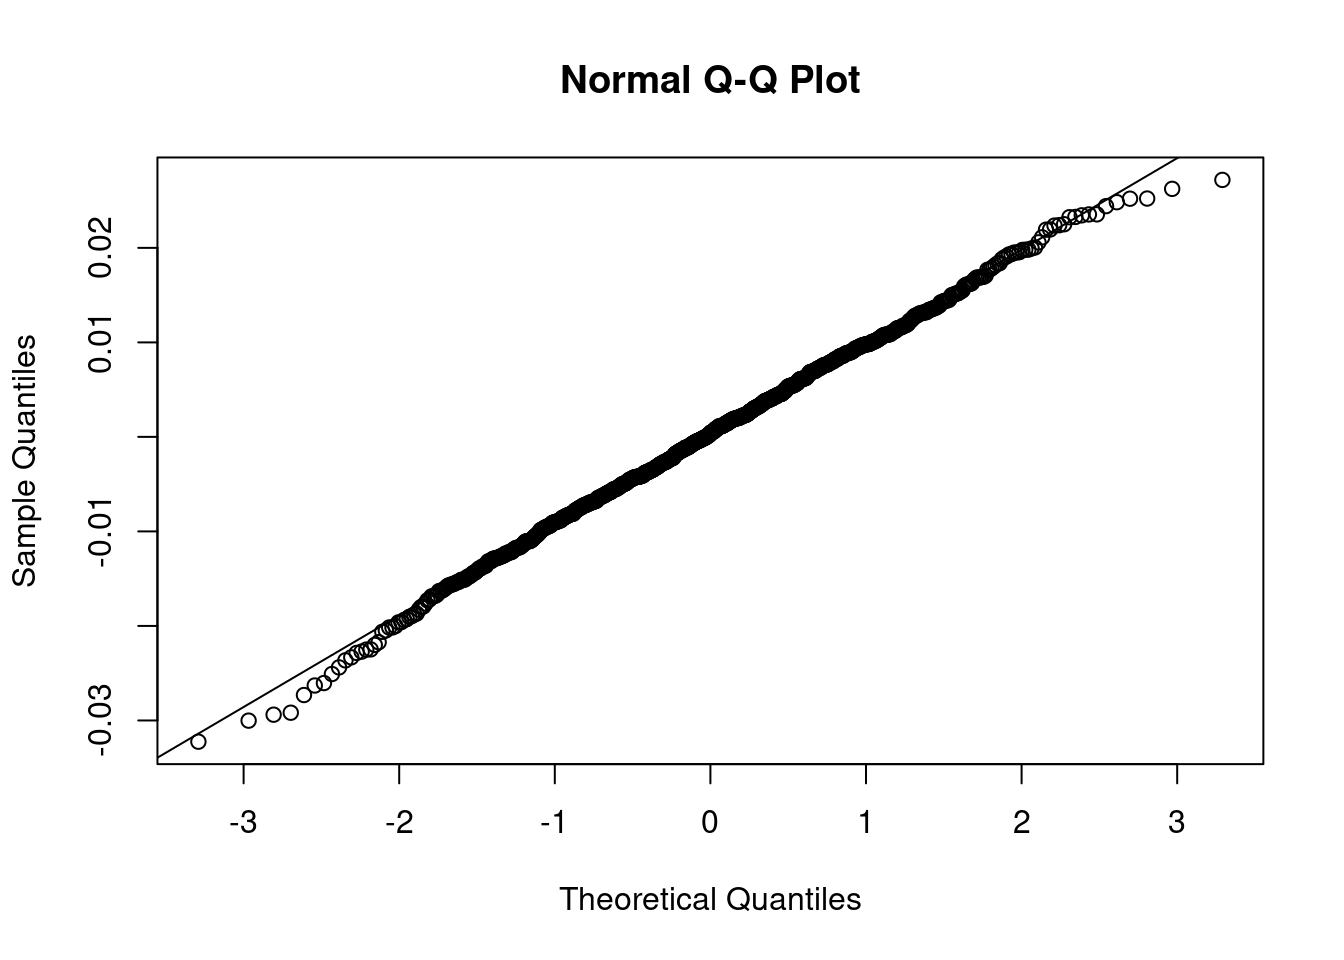 Normal Q-Q Plot
Sample Quantiles
0.02
0.01
-0.01
-0.03
-3 -2 -1 0 1 2 3
Theoretical Quantiles